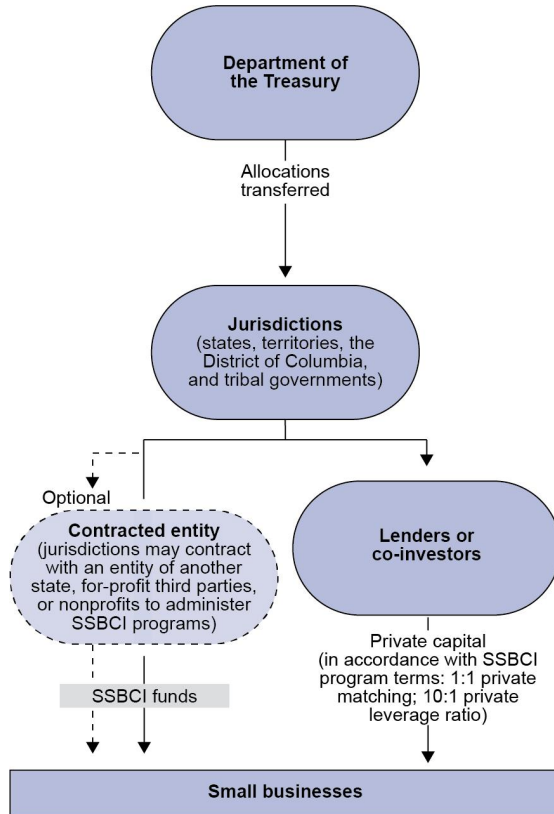 Department of
the Treasury
Allocations
transferred
Jurisdictions
(states, territories, the
District of Columbia,
and tribal governments)
Optional
Contracted entity
(jurisdictions may contract
with an entity of another
state, for-profit third parties,
or nonprofits to administer
SSBCI programs)
Lenders or
co-investors
SSBCI funds
Private capital
(in accordance with SSBCI
program terms: 1:1 private
matching; 10:1 private
leverage ratio)
Small businesses